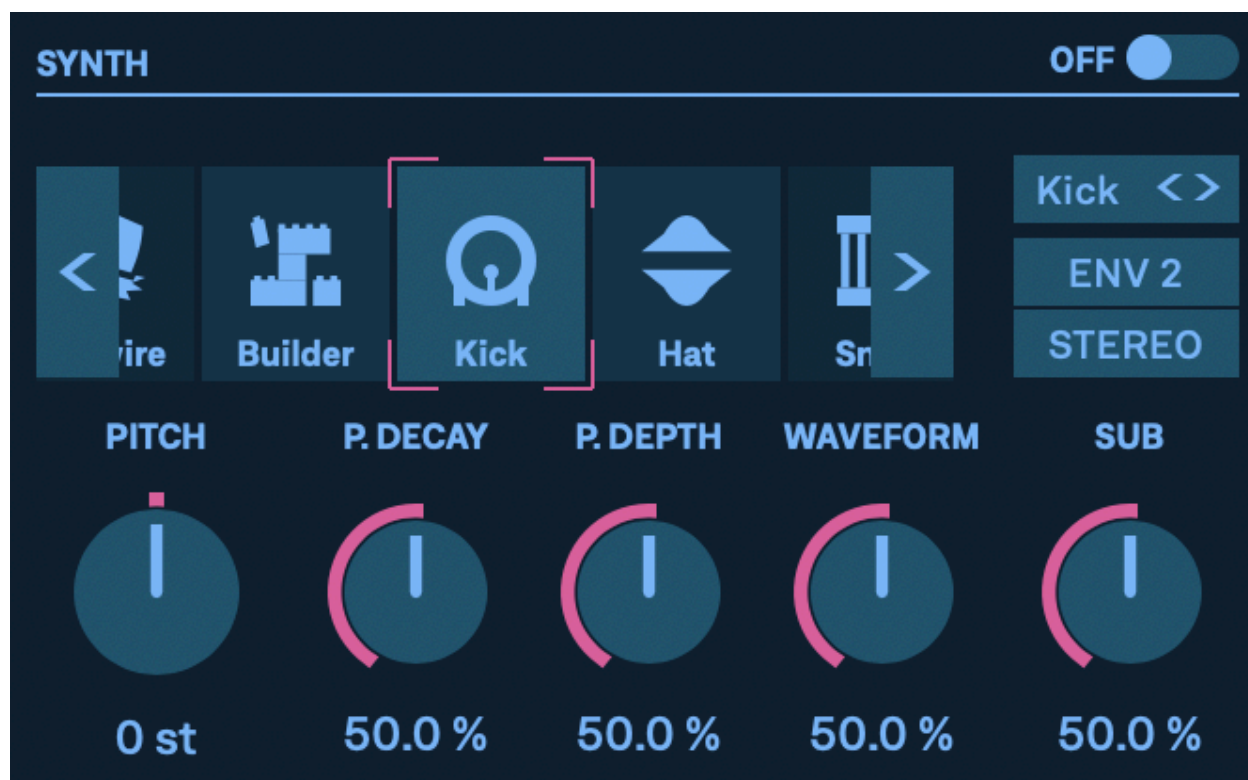 SYNTH OFF
Kick < >
ENV 2
STEREO
< Builder Kick Hat >
PITCH P. DECAY P. DEPTH WAVEFORM SUB
0 st 50.0 % 50.0 % 50.0 % 50.0 %